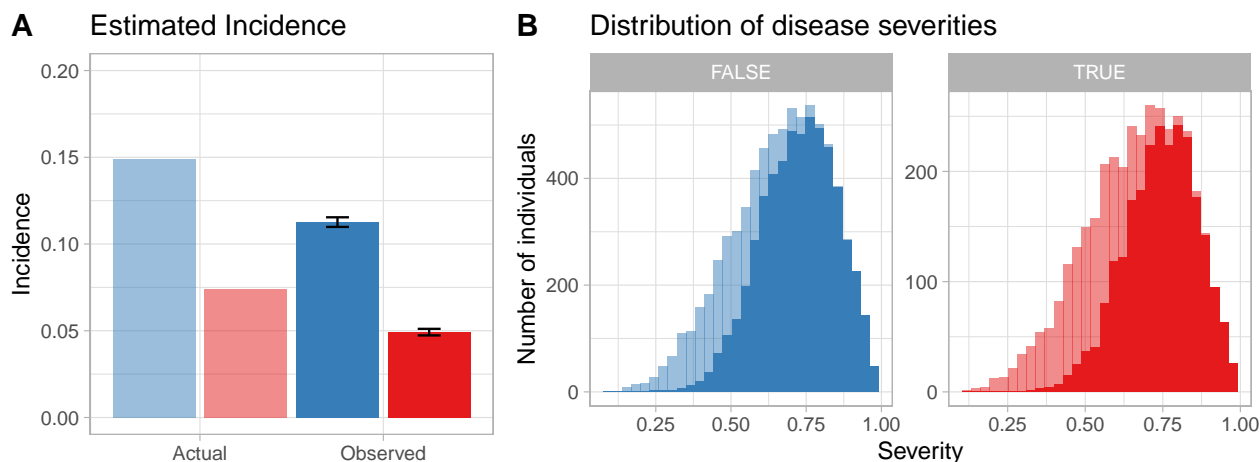 A Estimated Incidence
Incidence
0.20
0.15
0.10
0.05
0.00
Actual Observed
B Distribution of disease severities
FALSE TRUE
Number of individuals
400
200
0
0.25 0.50 0.75 1.00
200
100
0
0.25 0.50 0.75 1.00
Severity